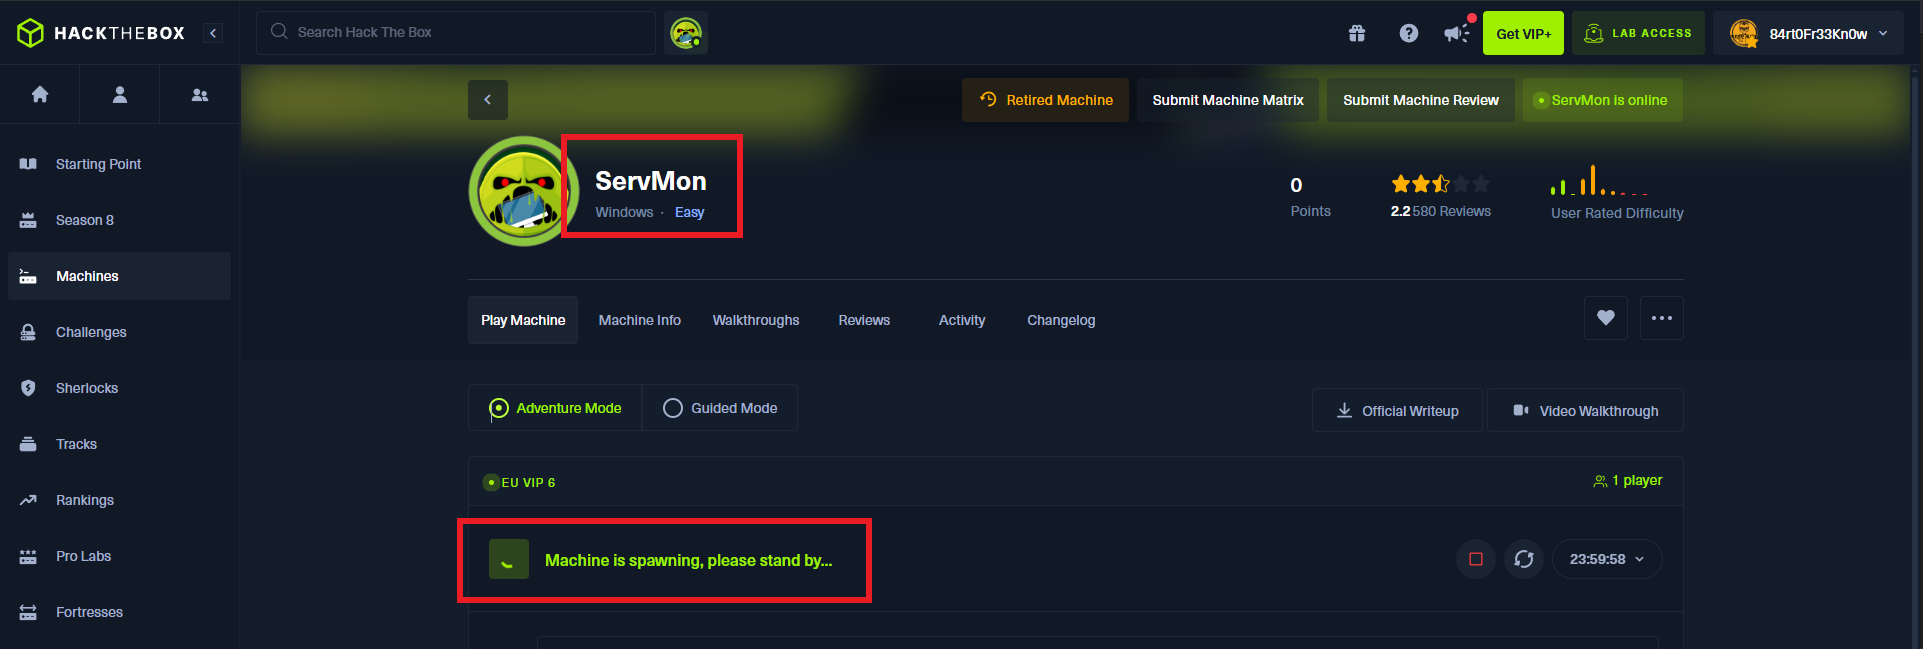 HACKTHEBOX
Search Hack The Box
Get VIP+
LAB ACCESS
84rt0Fr33Kn0w
Starting Point
Season 8
Machines
Challenges
Sherlocks
Tracks
Rankings
Pro Labs
Fortresses
Retired Machine
Submit Machine Matrix
Submit Machine Review
ServMon is online
ServMon
Windows · Easy
0
Points
2.2 580 Reviews
User Rated Difficulty
Play Machine
Machine Info
Walkthroughs
Reviews
Activity
Changelog
Adventure Mode
Guided Mode
Official Writeup
Video Walkthrough
EU VIP 6
1 player
Machine is spawning, please stand by...
23:59:58